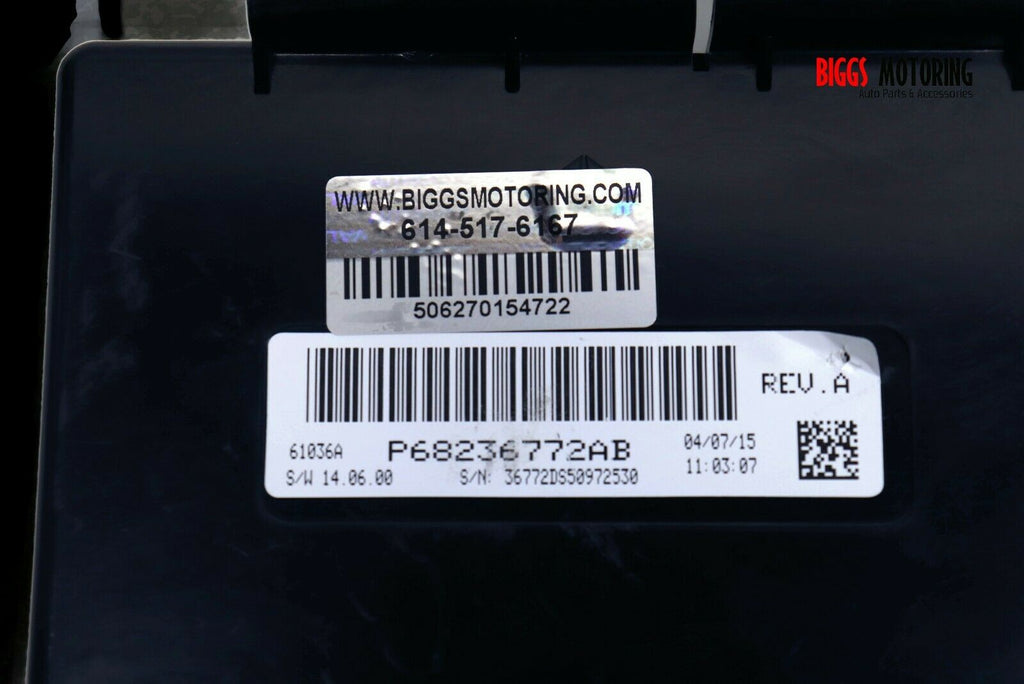 BIGGS MOTORING
Auto Parts & Accessories
WWW.BIGGSMOTORING.COM
614-517-6167
506270154722
REV.A
61036A
P68236772AB
04/07/15
S/W 14.06.00
S/N: 36772DS50972530
11:03:07